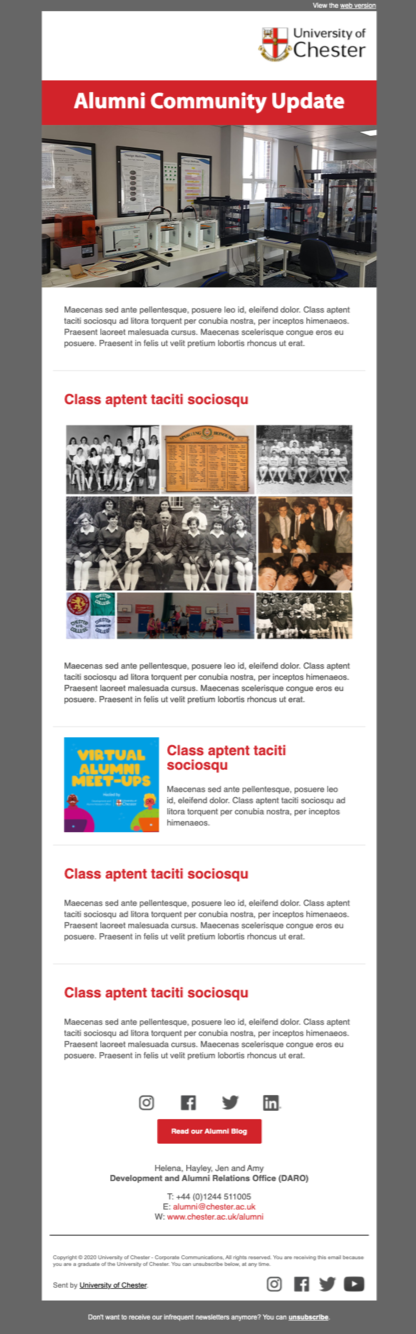 View the web version
University of
Chester
Alumni Community Update
Maecenas sed ante pellentesque, posuere leo id, eleifend dolor. Class aptent
taciti sociosqu ad litora torquent per conubia nostra, per inceptos himenaeos.
Praesent laoreet malesuada cursus. Maecenas scelerisque congue eros eu
posuere. Praesent in felis ut velit pretium lobortis rhoncus ut erat.
Class aptent taciti sociosqu
Maecenas sed ante pellentesque, posuere leo id, eleifend dolor. Class aptent
taciti sociosqu ad litora torquent per conubia nostra, per inceptos himenaeos.
Praesent laoreet malesuada cursus. Maecenas scelerisque congue eros eu
posuere. Praesent in felis ut velit pretium lobortis rhoncus ut erat.
VIRTUAL
ALUMNI
MEET-UPS
Hosted by
University of
Chester
Class aptent taciti
sociosqu
Maecenas sed ante pellentesque, posuere leo
id, eleifend dolor. Class aptent taciti sociosqu ad
litora torquent per conubia nostra, per inceptos
himenaeos.
Class aptent taciti sociosqu
Maecenas sed ante pellentesque, posuere leo id, eleifend dolor. Class aptent
taciti sociosqu ad litora torquent per conubia nostra, per inceptos himenaeos.
Praesent laoreet malesuada cursus. Maecenas scelerisque congue eros eu
posuere. Praesent in felis ut velit pretium lobortis rhoncus ut erat.
Class aptent taciti sociosqu
Maecenas sed ante pellentesque, posuere leo id, eleifend dolor. Class aptent
taciti sociosqu ad litora torquent per conubia nostra, per inceptos himenaeos.
Praesent laoreet malesuada cursus. Maecenas scelerisque congue eros eu
posuere. Praesent in felis ut velit pretium lobortis rhoncus ut erat.
Read our Alumni Blog
Helena, Hayley, Jen and Amy
Development and Alumni Relations Office (DARO)
T: +44 (0)1244 511005
E: alumni@chester.ac.uk
W: www.chester.ac.uk/alumni
Copyright © 2020 University of Chester - Corporate Communications, All rights reserved. You are receiving this email because
you are a graduate of the University of Chester. You can unsubscribe below, at any time.
Sent by University of Chester.
Don't want to receive our infrequent newsletters anymore? You can unsubscribe.